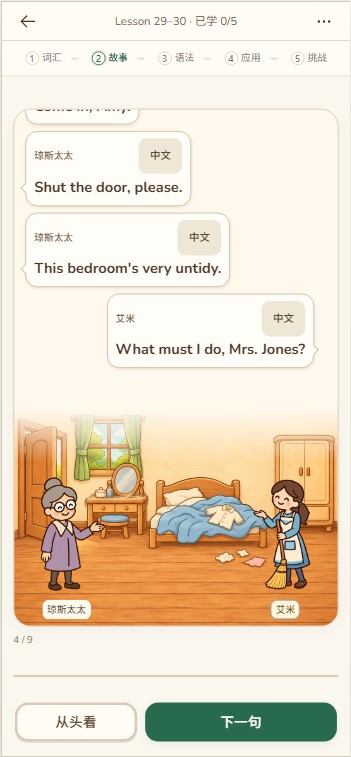 Lesson 29–30 · 已学 0/5
1 词汇 – 2 故事 – 3 语法 – 4 应用 – 5 挑战
Come in, Amy.
琼斯太太 中文
Shut the door, please.
琼斯太太 中文
This bedroom's very untidy.
艾米 中文
What must I do, Mrs. Jones?
琼斯太太 艾米
4 / 9
从头看 下一句